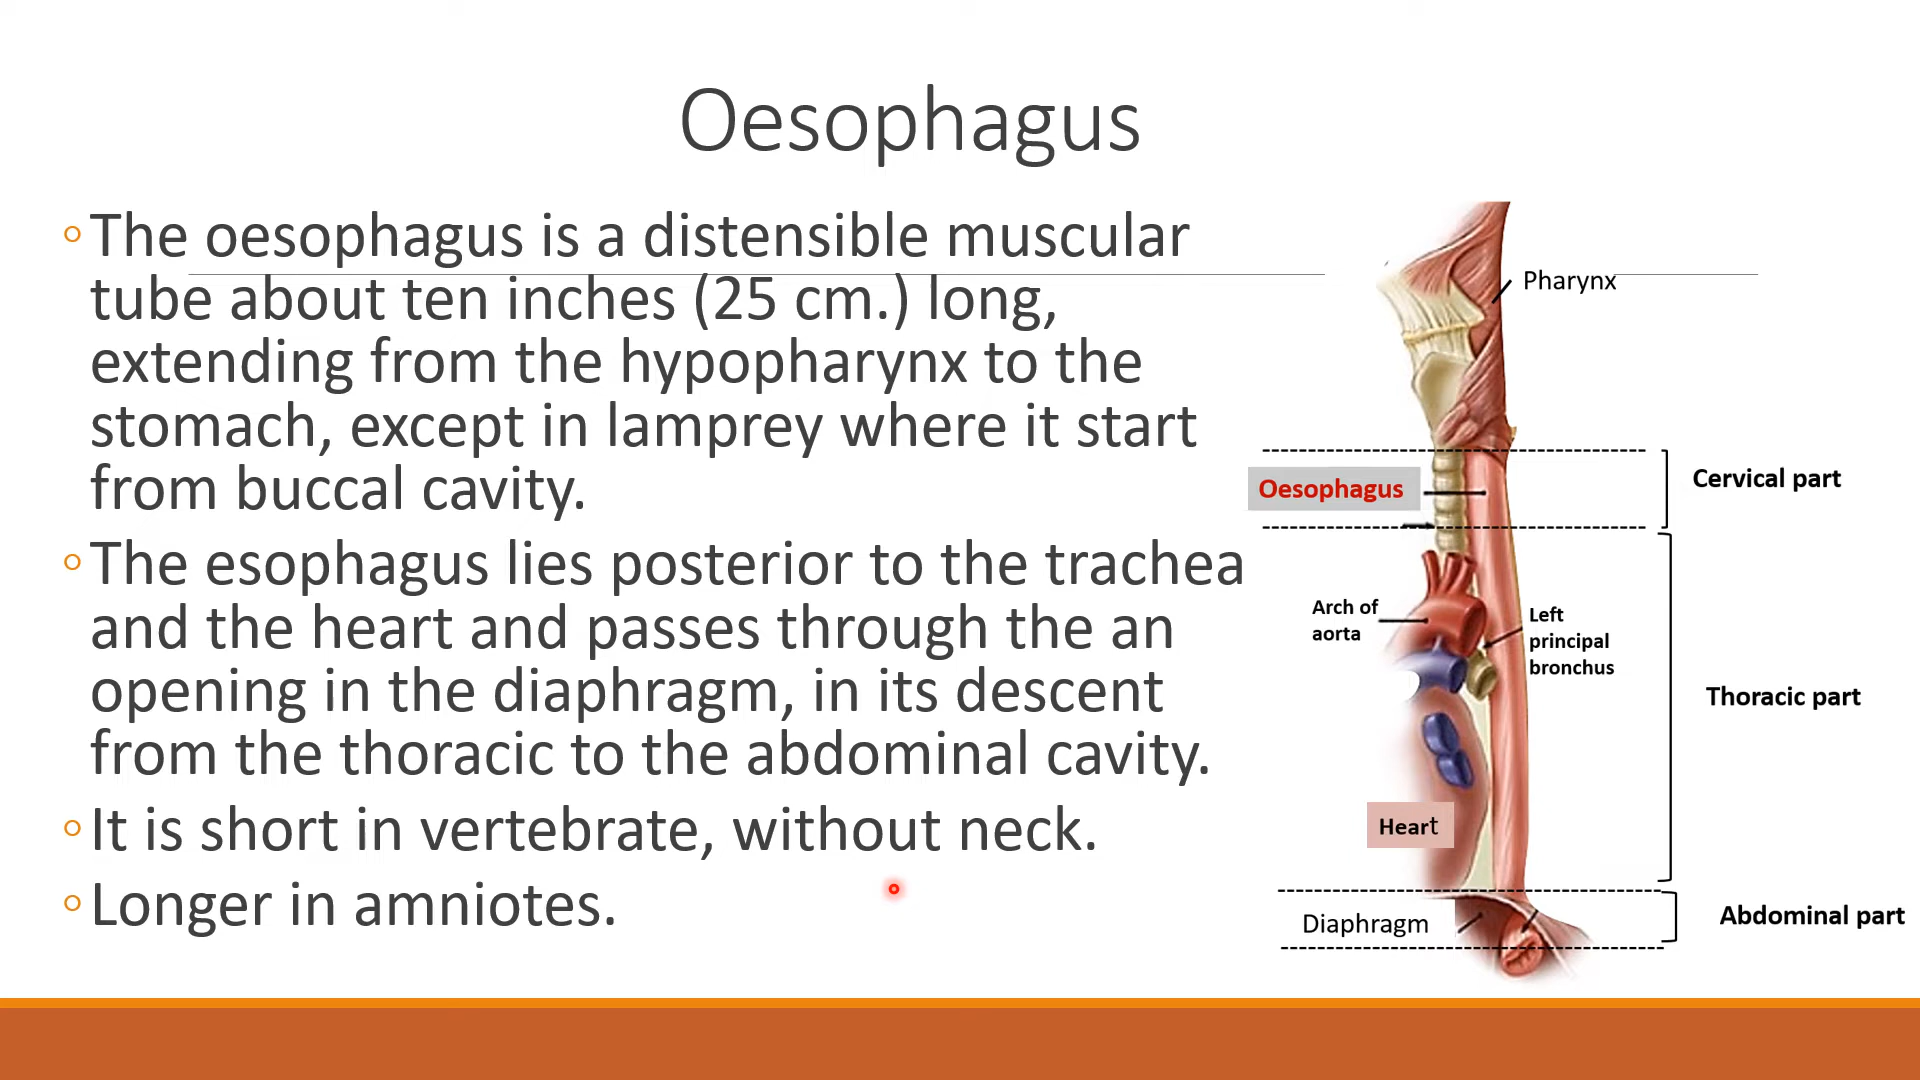 Oesophagus
◦The oesophagus is a distensible muscular
tube about ten inches (25 cm.) long,
extending from the hypopharynx to the
stomach, except in lamprey where it start
from buccal cavity.
◦The esophagus lies posterior to the trachea
and the heart and passes through the an
opening in the diaphragm, in its descent
from the thoracic to the abdominal cavity.
◦It is short in vertebrate, without neck.
◦Longer in amniotes.
Pharynx
Cervical part
Oesophagus
Arch of
aorta
Left
principal
bronchus
Thoracic part
Heart
Diaphragm
Abdominal part